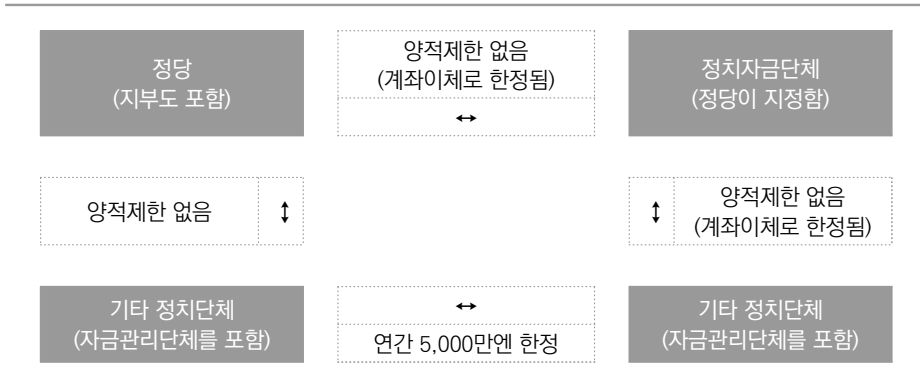 정당
(지부도 포함)
양적제한 없음
(계좌이체로 한정됨)
↔
정치자금단체
(정당이 지정함)
양적제한 없음
↕
↕
양적제한 없음
(계좌이체로 한정됨)
기타 정치단체
(자금관리단체를 포함)
↔
연간 5,000만엔 한정
기타 정치단체
(자금관리단체를 포함)